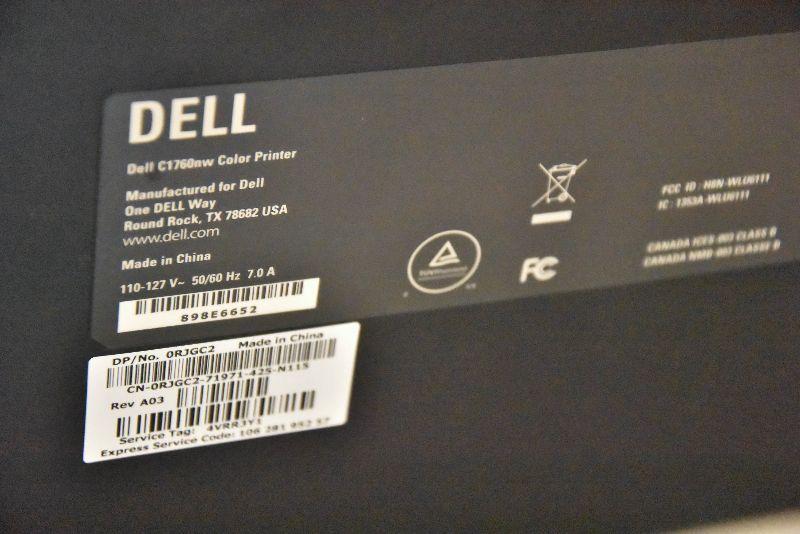 DELL
Dell C1760nw Color Printer
Manufactured for Dell
One DELL Way
Round Rock, TX 78682 USA
www.dell.com
Made in China
110-127 V~ 50/60 Hz 7.0 A
898E6652
FCC ID : H8N-WLU6111
IC : 1353A-WLU6111
CANADA ICES-003 CLASS B
CANADA NMB-003 CLASSE B
FC
DP/No. 0RJGC2 Made in China
CN-0RJGC2-71971-425-N11S
Rev A03
Service Tag: 4VRR3Y1
Express Service Code: 106 281 952 57